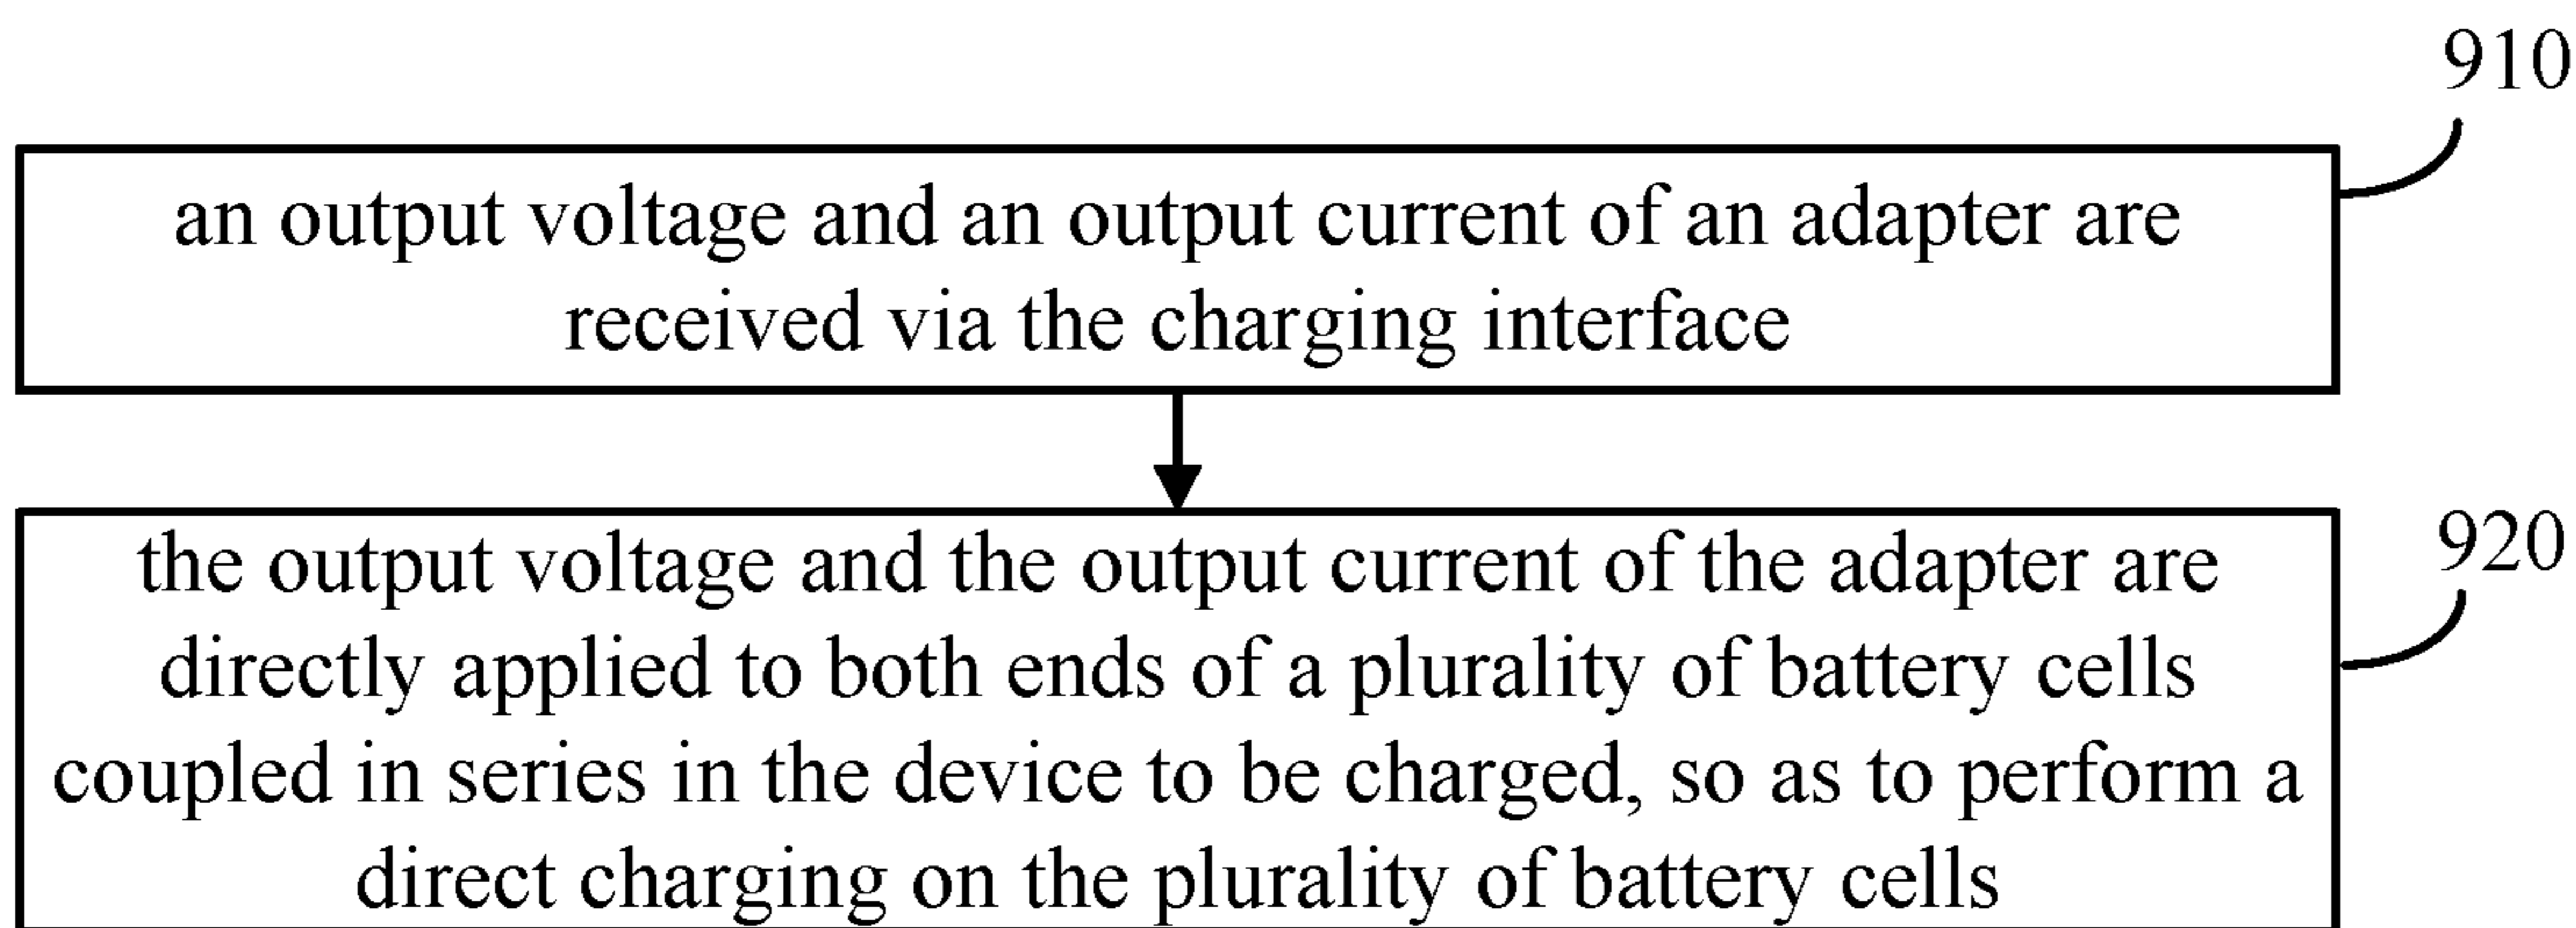 910
an output voltage and an output current of an adapter are
received via the charging interface
920
the output voltage and the output current of the adapter are
directly applied to both ends of a plurality of battery cells
coupled in series in the device to be charged, so as to perform a
direct charging on the plurality of battery cells